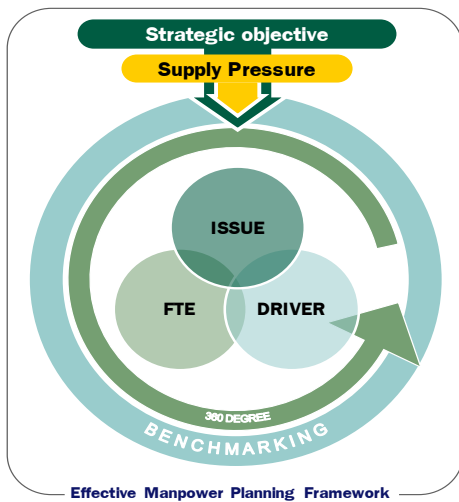 Strategic objective
Supply Pressure
ISSUE
FTE
DRIVER
360 DEGREE
BENCHMARKING
Effective Manpower Planning Framework